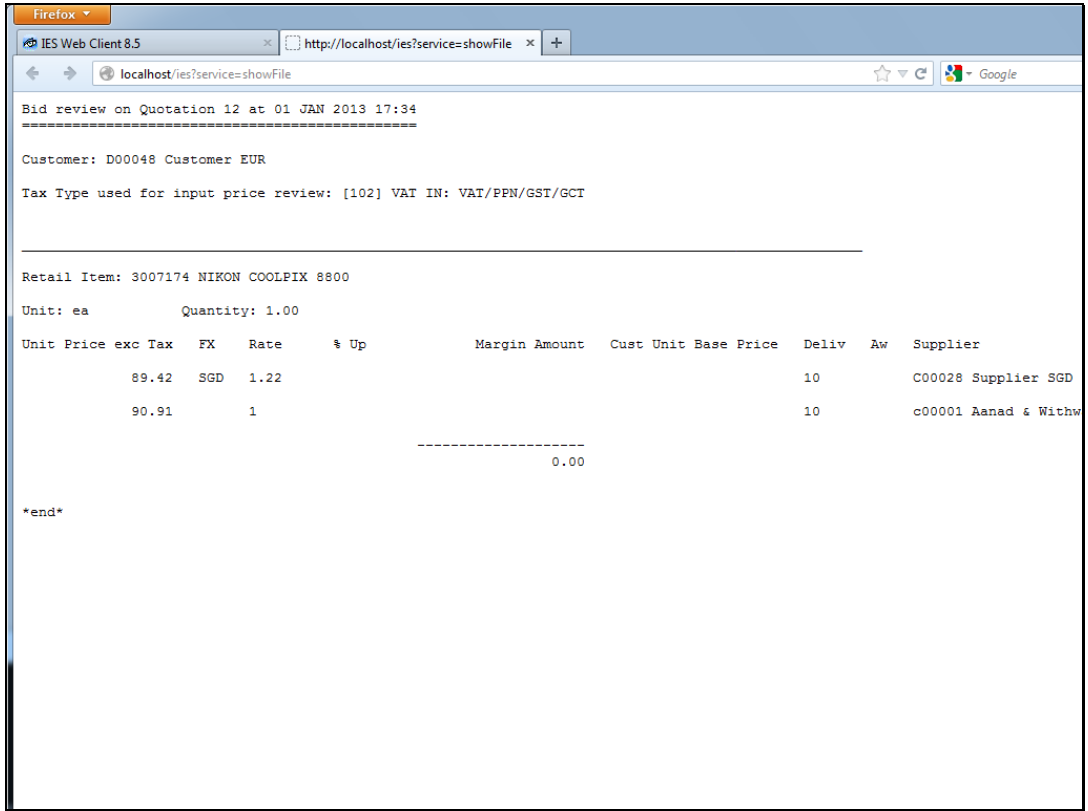 Firefox
IES Web Client 8.5
http://localhost/ies?service=showFile
localhost/ies?service=showFile
Google
Bid review on Quotation 12 at 01 JAN 2013 17:34
===============================================
Customer: D00048 Customer EUR
Tax Type used for input price review: [102] VAT IN: VAT/PPN/GST/GCT
Retail Item: 3007174 NIKON COOLPIX 8800
Unit: ea Quantity: 1.00
Unit Price exc Tax FX Rate % Up Margin Amount Cust Unit Base Price Deliv Aw Supplier
89.42 SGD 1.22 10 C00028 Supplier SGD
90.91 1 10 c00001 Aanad & Withw
--------------------
0.00
*end*